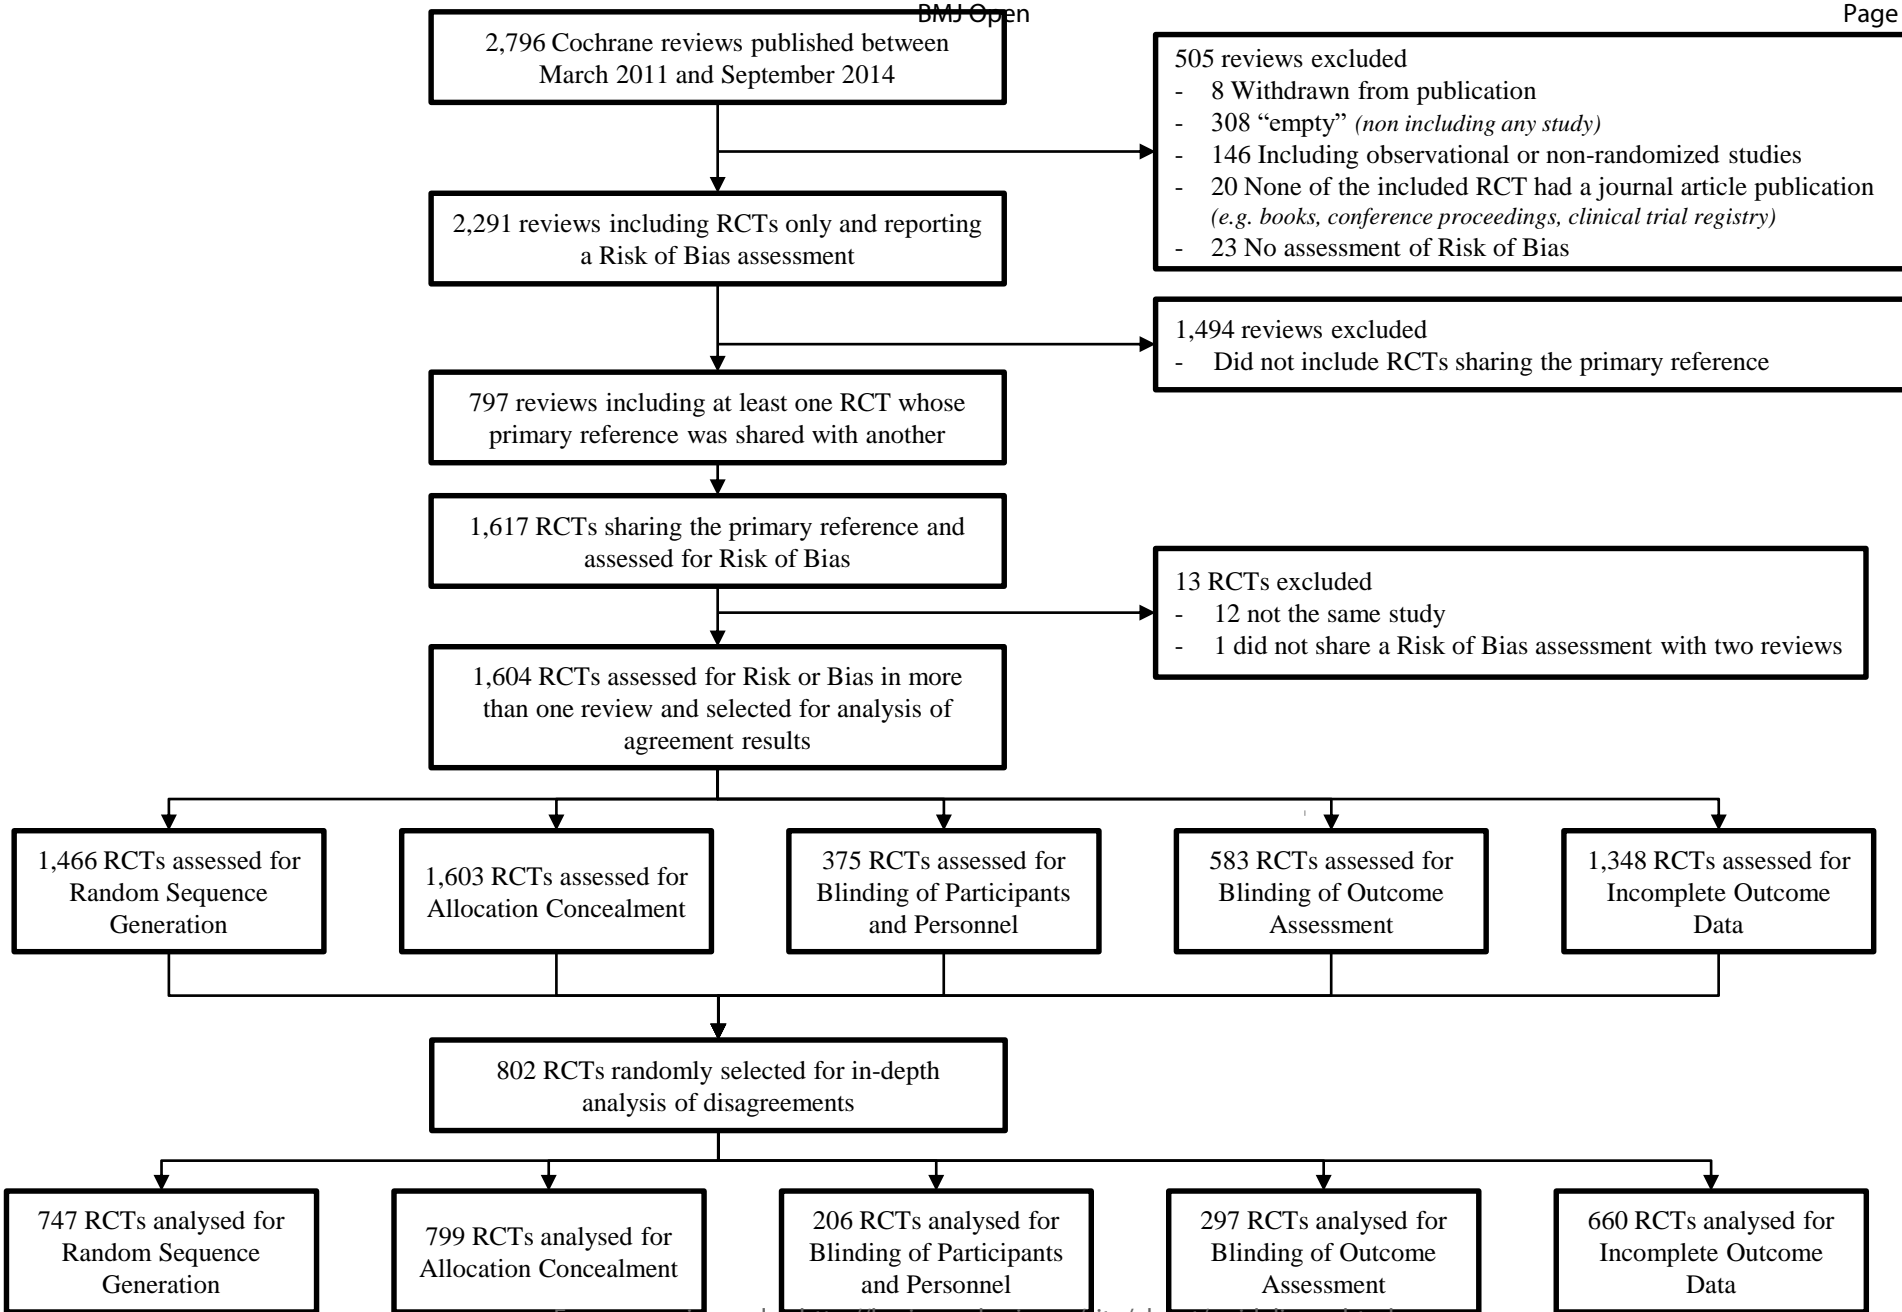 BMJ Open
Page
2,796 Cochrane reviews published between
March 2011 and September 2014
505 reviews excluded
- 8 Withdrawn from publication
- 308 “empty” (non including any study)
- 146 Including observational or non-randomized studies
- 20 None of the included RCT had a journal article publication
(e.g. books, conference proceedings, clinical trial registry)
- 23 No assessment of Risk of Bias
2,291 reviews including RCTs only and reporting
a Risk of Bias assessment
1,494 reviews excluded
- Did not include RCTs sharing the primary reference
797 reviews including at least one RCT whose
primary reference was shared with another
1,617 RCTs sharing the primary reference and
assessed for Risk of Bias
13 RCTs excluded
- 12 not the same study
- 1 did not share a Risk of Bias assessment with two reviews
1,604 RCTs assessed for Risk or Bias in more
than one review and selected for analysis of
agreement results
1,466 RCTs assessed for
Random Sequence
Generation
1,603 RCTs assessed for
Allocation Concealment
375 RCTs assessed for
Blinding of Participants
and Personnel
583 RCTs assessed for
Blinding of Outcome
Assessment
1,348 RCTs assessed for
Incomplete Outcome
Data
802 RCTs randomly selected for in-depth
analysis of disagreements
747 RCTs analysed for
Random Sequence
Generation
799 RCTs analysed for
Allocation Concealment
206 RCTs analysed for
Blinding of Participants
and Personnel
297 RCTs analysed for
Blinding of Outcome
Assessment
660 RCTs analysed for
Incomplete Outcome
Data